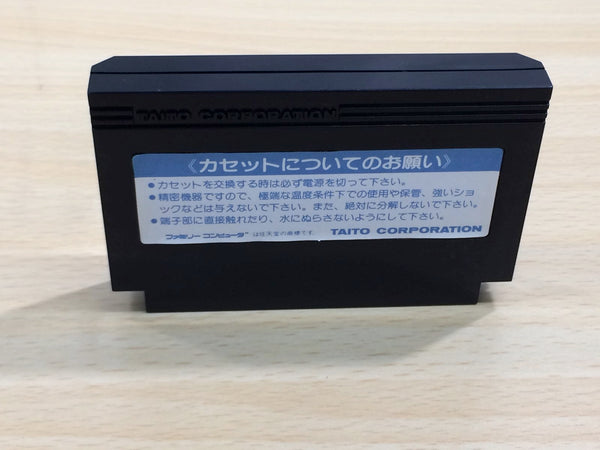 TAITO CORPORATION
《カセットについてのお願い》
●カセットを交換する時は必ず電源を切って下さい。
●精密機器ですので、極端な温度条件下での使用や保管、強いショ
ックなどは与えないで下さい。また、絶対に分解しないで下さい。
●端子部に直接触れたり、水にぬらさないようにして下さい。
ファミリーコンピュータ™は任天堂の商標です。 TAITO CORPORATION